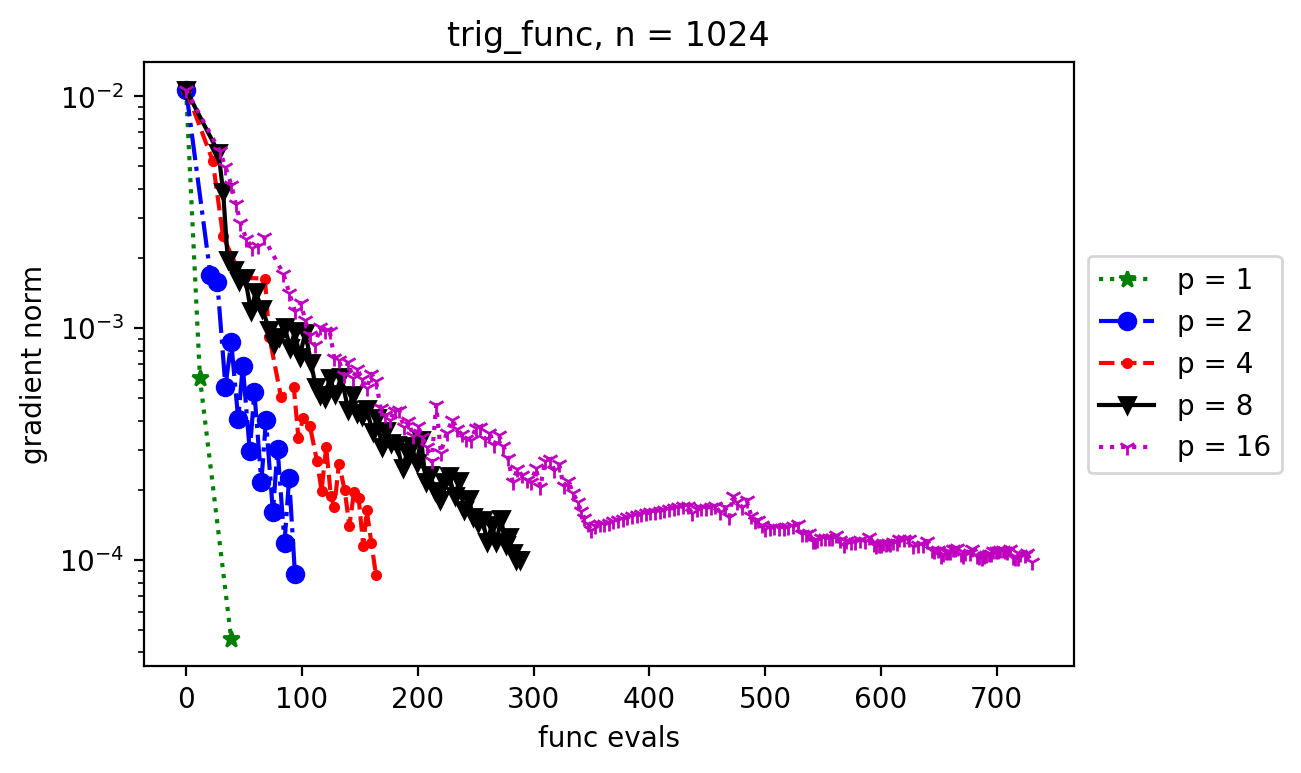 trig_func, n = 1024
gradient norm
10⁻²
10⁻³
10⁻⁴
0 100 200 300 400 500 600 700
func evals
p = 1
p = 2
p = 4
p = 8
p = 16